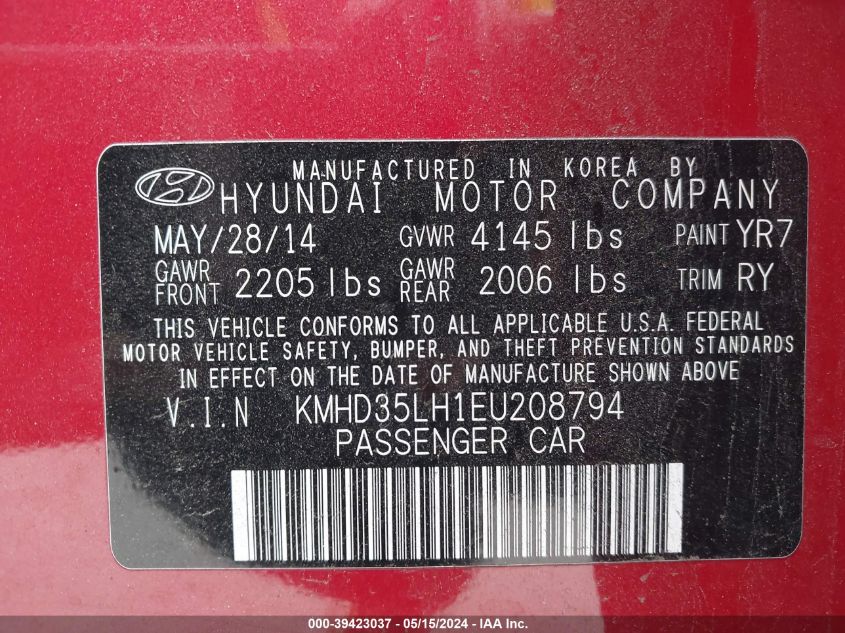 MANUFACTURED IN KOREA BY
HYUNDAI MOTOR COMPANY
MAY/28/14 GVWR 4145 lbs PAINT YR7
GAWR FRONT 2205 lbs GAWR REAR 2006 lbs TRIM RY
THIS VEHICLE CONFORMS TO ALL APPLICABLE U.S.A. FEDERAL
MOTOR VEHICLE SAFETY, BUMPER, AND THEFT PREVENTION STANDARDS
IN EFFECT ON THE DATE OF MANUFACTURE SHOWN ABOVE
V.I.N KMHD35LH1EU208794
PASSENGER CAR
000-39423037 - 05/15/2024 - IAA Inc.